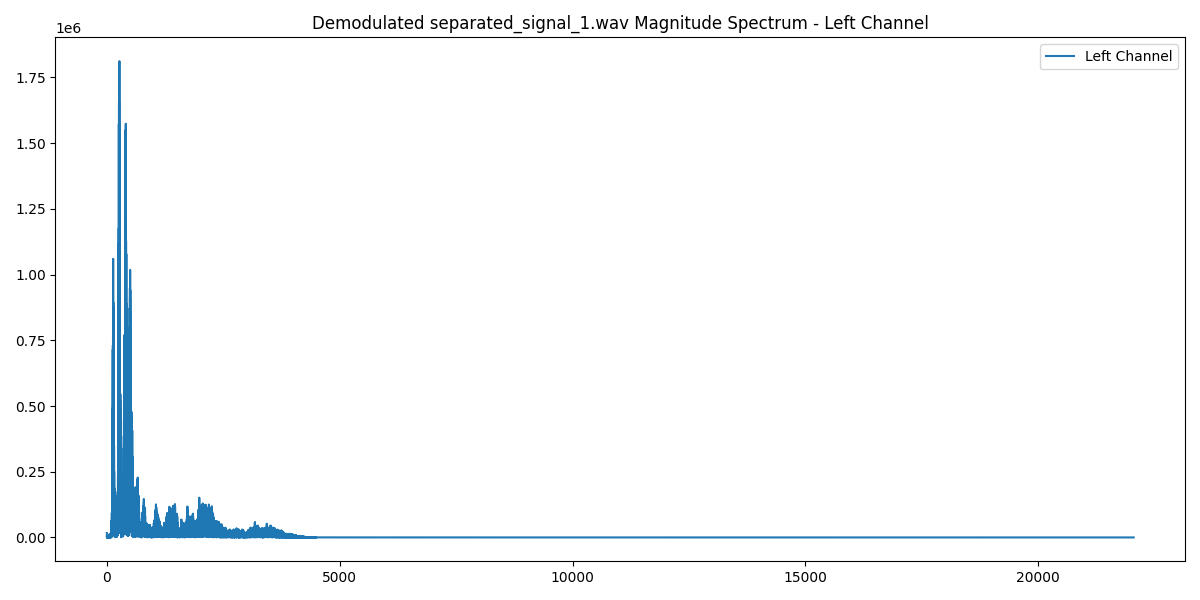 Demodulated separated_signal_1.wav Magnitude Spectrum - Left Channel
1e6
Left Channel
1.75
1.50
1.25
1.00
0.75
0.50
0.25
0.00
0 5000 10000 15000 20000